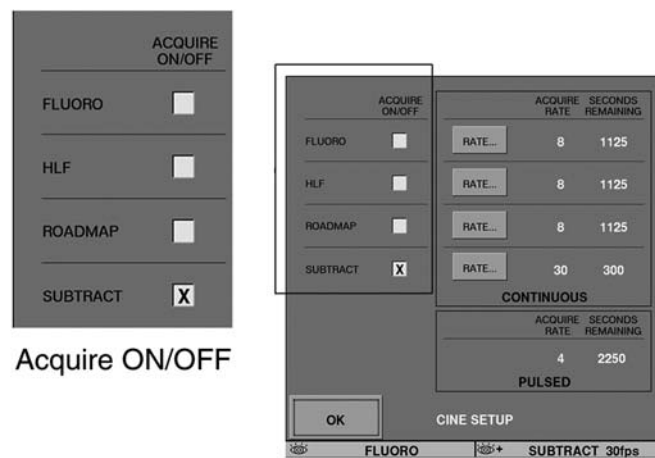 ACQUIRE
ON/OFF
FLUORO
HLF
ROADMAP
SUBTRACT X
Acquire ON/OFF
ACQUIRE ON/OFF ACQUIRE RATE SECONDS REMAINING
FLUORO RATE... 8 1125
HLF RATE... 8 1125
ROADMAP RATE... 8 1125
SUBTRACT X RATE... 30 300
CONTINUOUS
ACQUIRE RATE SECONDS REMAINING
4 2250
PULSED
OK CINE SETUP
FLUORO + SUBTRACT 30fps